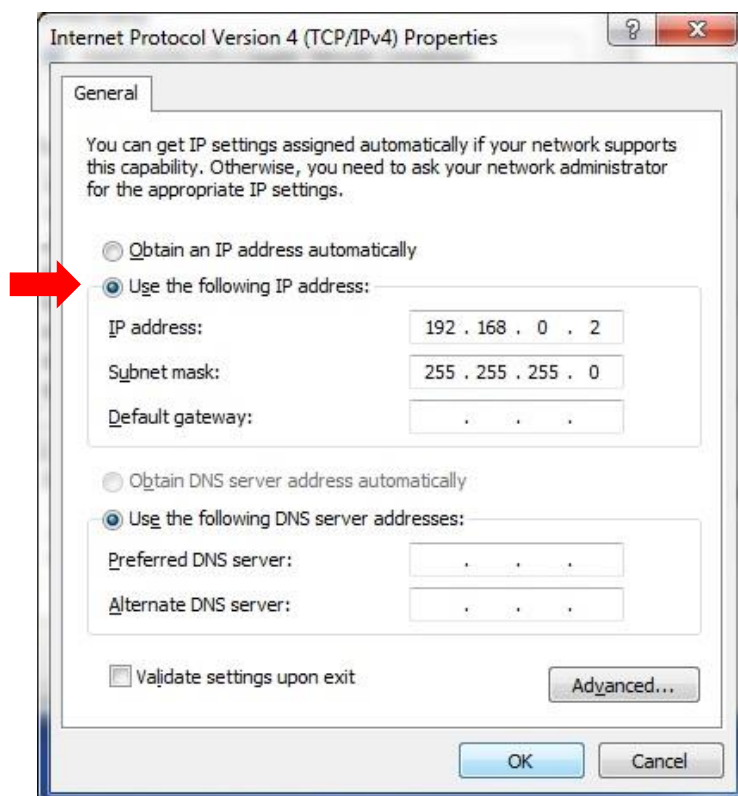 Internet Protocol Version 4 (TCP/IPv4) Properties
General
You can get IP settings assigned automatically if your network supports
this capability. Otherwise, you need to ask your network administrator
for the appropriate IP settings.
Obtain an IP address automatically
Use the following IP address:
IP address: 192 . 168 . 0 . 2
Subnet mask: 255 . 255 . 255 . 0
Default gateway: . . .
Obtain DNS server address automatically
Use the following DNS server addresses:
Preferred DNS server: . . .
Alternate DNS server: . . .
Validate settings upon exit
Advanced...
OK Cancel